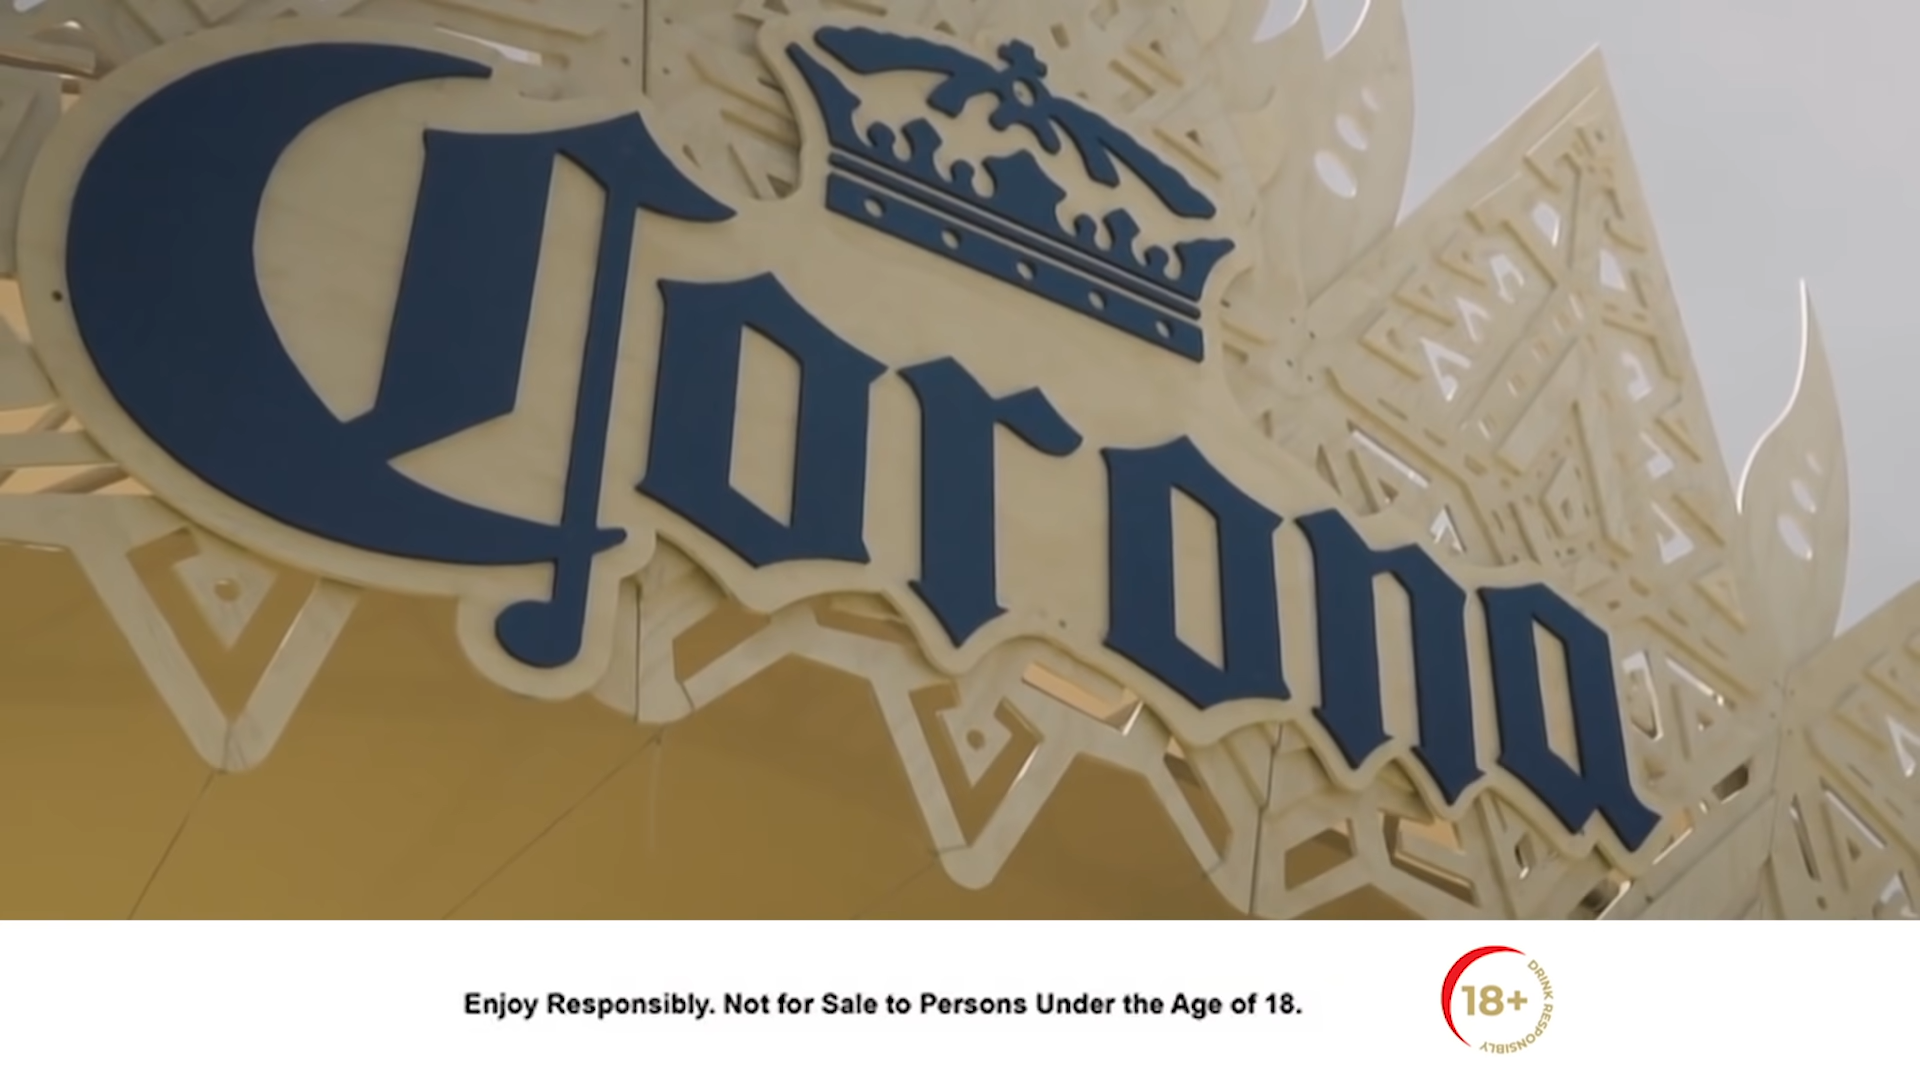 Corona
Enjoy Responsibly. Not for Sale to Persons Under the Age of 18.
18+
DRINK RESPONSIBLY